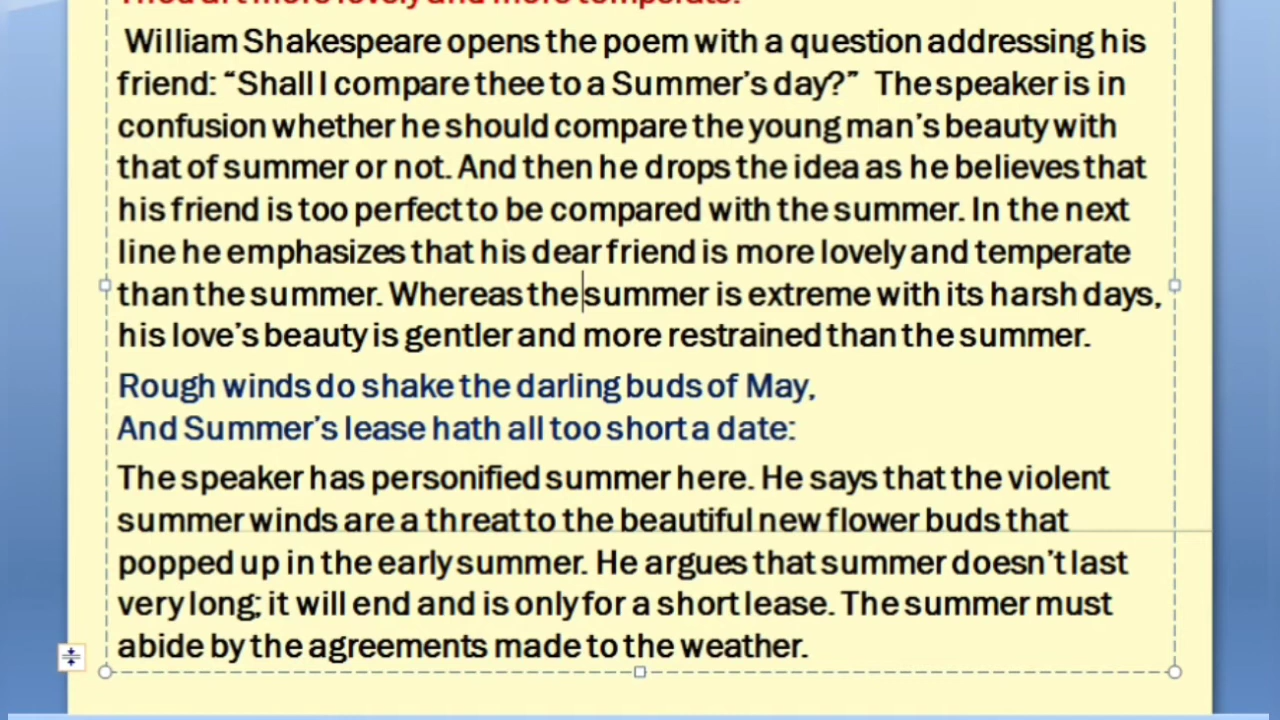 Thou art more lovely and more temperate:
William Shakespeare opens the poem with a question addressing his
friend: “Shall I compare thee to a Summer’s day?” The speaker is in
confusion whether he should compare the young man’s beauty with
that of summer or not. And then he drops the idea as he believes that
his friend is too perfect to be compared with the summer. In the next
line he emphasizes that his dear friend is more lovely and temperate
than the summer. Whereas the summer is extreme with its harsh days,
his love’s beauty is gentler and more restrained than the summer.
Rough winds do shake the darling buds of May,
And Summer’s lease hath all too short a date:
The speaker has personified summer here. He says that the violent
summer winds are a threat to the beautiful new flower buds that
popped up in the early summer. He argues that summer doesn’t last
very long; it will end and is only for a short lease. The summer must
abide by the agreements made to the weather.